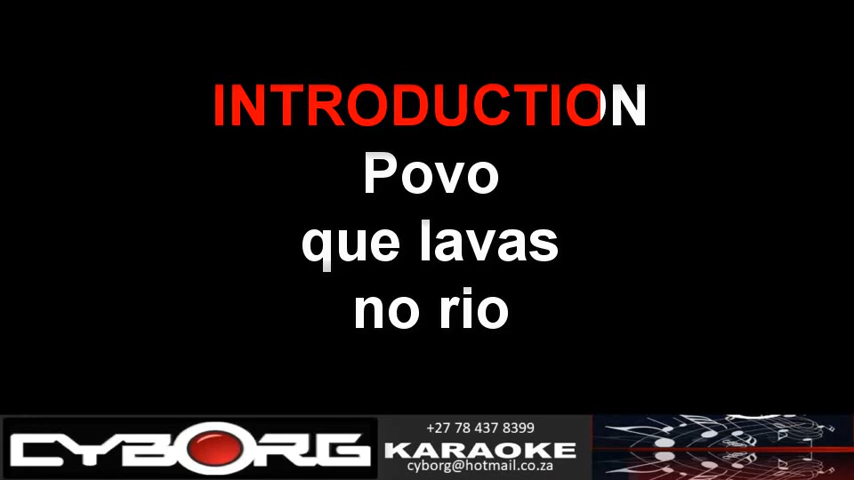 INTRODUCTION
Povo
que lavas
no rio
CYBORG
+27 78 437 8399
KARAOKE
cyborg@hotmail.co.za